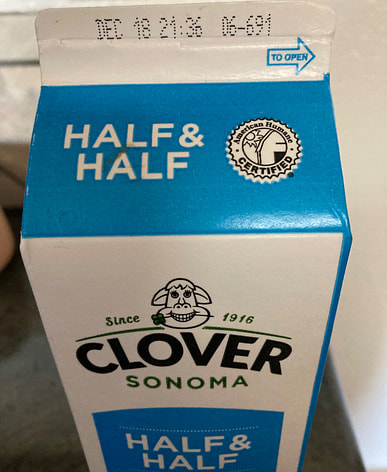 DEC 18 21:36 06-691
TO OPEN
HALF &
HALF
American Humane
CERTIFIED
Since 1916
CLOVER
SONOMA
HALF &
HALF